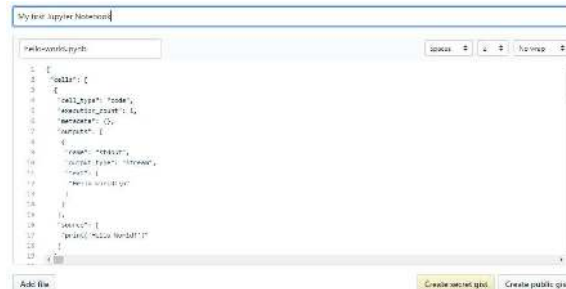 My first Jupyter Notebook
hello-world.ipynb
Spaces 2 No wrap
1 {
2 "cells": [
3 {
4 "cell_type": "code",
5 "execution_count": 1,
6 "metadata": {},
7 "outputs": [
8 {
9 "name": "stdout",
10 "output_type": "stream",
11 "text": [
12
13 ]
14 }
15 ],
16 "source": [
17 "print('Hello World!')"
18 ]
19
Add file
Create secret gist Create public gis